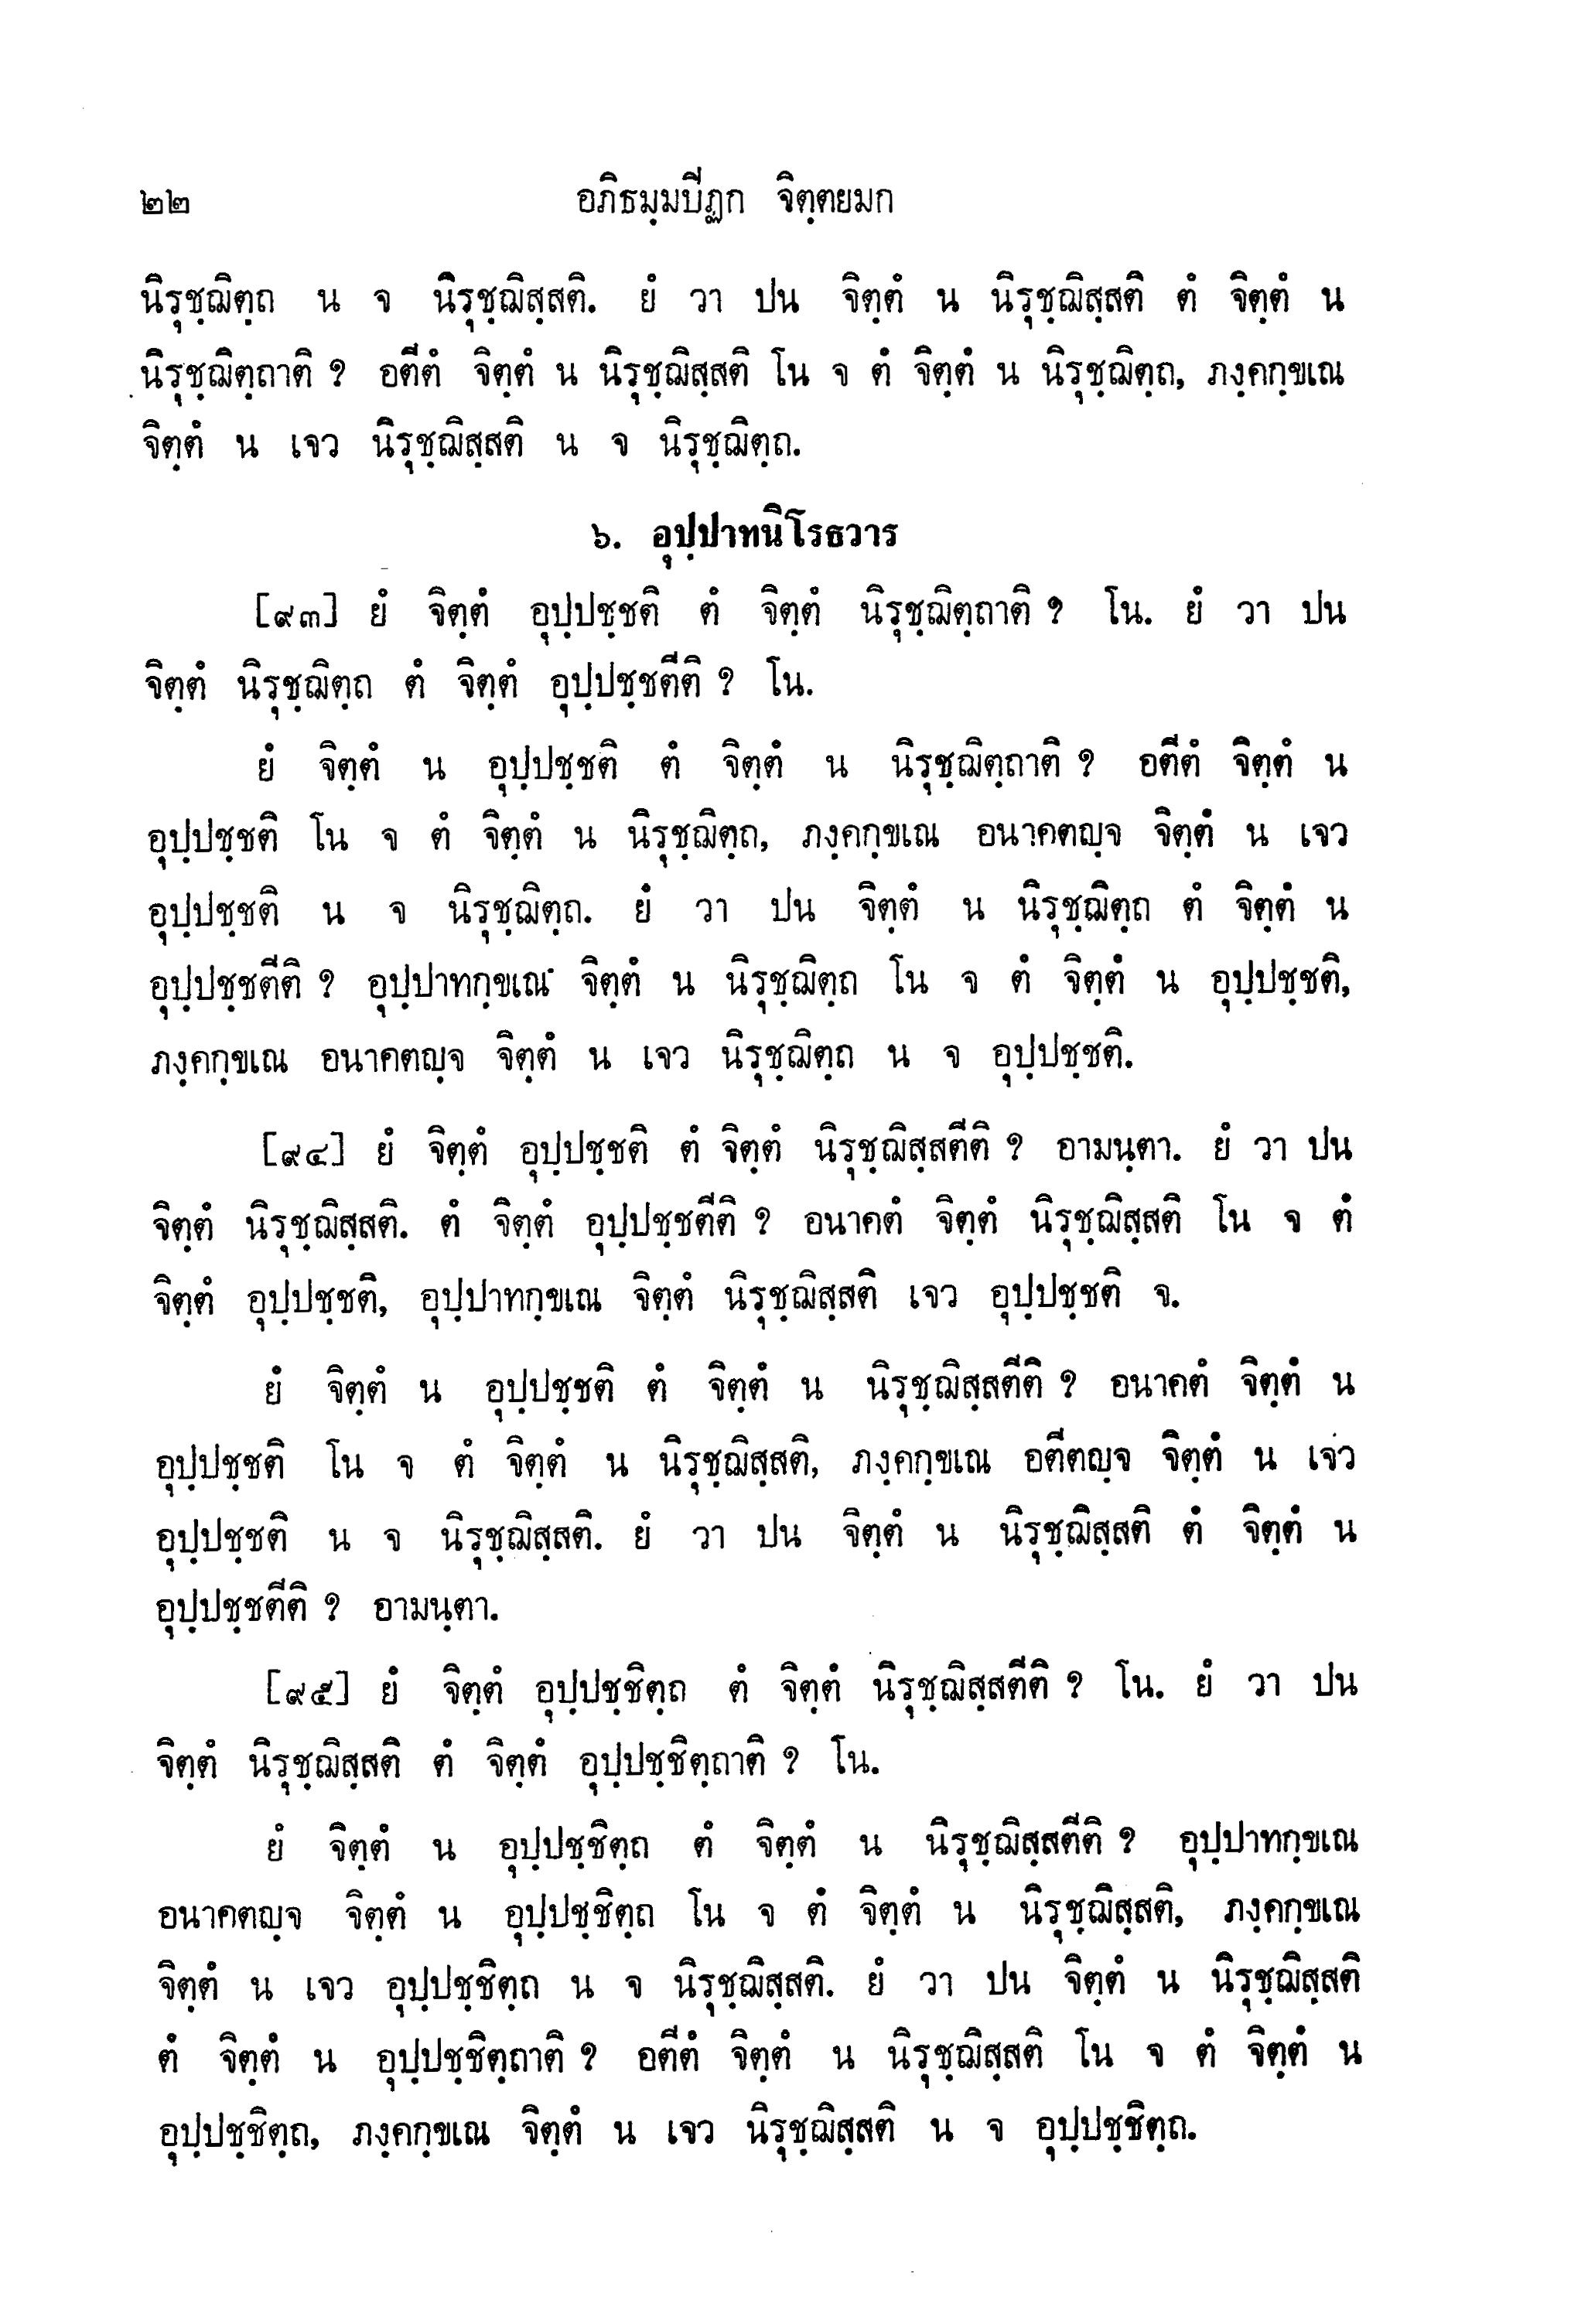 ๒๒ อภิธมฺมปีฏก จิตฺตยมก
นิรุชฺฌิตฺถ น จ นิรุชฺฌิสฺสติ. ยํ วา ปน จิตฺตํ น นิรุชฺฌิสฺสติ ตํ จิตฺตํ น
นิรุชฺฌิตฺถาติ ? อตีตํ จิตฺตํ น นิรุชฺฌิสฺสติ โน จ ตํ จิตฺตํ น นิรุชฺฌิตฺถ, ภงฺคกฺขเณ
จิตฺตํ น เจว นิรุชฺฌิสฺสติ น จ นิรุชฺฌิตฺถ.
๖. อุปฺปาทนิโรธวาร
[๙๓] ยํ จิตฺตํ อุปฺปชฺชติ ตํ จิตฺตํ นิรุชฺฌิตฺถาติ ? โน. ยํ วา ปน
จิตฺตํ นิรุชฺฌิตฺถ ตํ จิตฺตํ อุปฺปชฺชตีติ ? โน.
ยํ จิตฺตํ น อุปฺปชฺชติ ตํ จิตฺตํ น นิรุชฺฌิตฺถาติ ? อตีตํ จิตฺตํ น
อุปฺปชฺชติ โน จ ตํ จิตฺตํ น นิรุชฺฌิตฺถ, ภงฺคกฺขเณ อนาคตญฺจ จิตฺตํ น เจว
อุปฺปชฺชติ น จ นิรุชฺฌิตฺถ. ยํ วา ปน จิตฺตํ น นิรุชฺฌิตฺถ ตํ จิตฺตํ น
อุปฺปชฺชตีติ ? อุปฺปาทกฺขเณ จิตฺตํ น นิรุชฺฌิตฺถ โน จ ตํ จิตฺตํ น อุปฺปชฺชติ,
ภงฺคกฺขเณ อนาคตญฺจ จิตฺตํ น เจว นิรุชฺฌิตฺถ น จ อุปฺปชฺชติ.
[๙๔] ยํ จิตฺตํ อุปฺปชฺชติ ตํ จิตฺตํ นิรุชฺฌิสฺสตีติ ? อามนฺตา. ยํ วา ปน
จิตฺตํ นิรุชฺฌิสฺสติ. ตํ จิตฺตํ อุปฺปชฺชตีติ ? อนาคตํ จิตฺตํ นิรุชฺฌิสฺสติ โน จ ตํ
จิตฺตํ อุปฺปชฺชติ, อุปฺปาทกฺขเณ จิตฺตํ นิรุชฺฌิสฺสติ เจว อุปฺปชฺชติ จ.
ยํ จิตฺตํ น อุปฺปชฺชติ ตํ จิตฺตํ น นิรุชฺฌิสฺสตีติ ? อนาคตํ จิตฺตํ น
อุปฺปชฺชติ โน จ ตํ จิตฺตํ น นิรุชฺฌิสฺสติ, ภงฺคกฺขเณ อตีตญฺจ จิตฺตํ น เจว
อุปฺปชฺชติ น จ นิรุชฺฌิสฺสติ. ยํ วา ปน จิตฺตํ น นิรุชฺฌิสฺสติ ตํ จิตฺตํ น
อุปฺปชฺชตีติ ? อามนฺตา.
[๙๕] ยํ จิตฺตํ อุปฺปชฺชิตฺถ ตํ จิตฺตํ นิรุชฺฌิสฺสตีติ ? โน. ยํ วา ปน
จิตฺตํ นิรุชฺฌิสฺสติ ตํ จิตฺตํ อุปฺปชฺชิตฺถาติ ? โน.
ยํ จิตฺตํ น อุปฺปชฺชิตฺถ ตํ จิตฺตํ น นิรุชฺฌิสฺสตีติ ? อุปฺปาทกฺขเณ
อนาคตญฺจ จิตฺตํ น อุปฺปชฺชิตฺถ โน จ ตํ จิตฺตํ น นิรุชฺฌิสฺสติ, ภงฺคกฺขเณ
จิตฺตํ น เจว อุปฺปชฺชิตฺถ น จ นิรุชฺฌิสฺสติ. ยํ วา ปน จิตฺตํ น นิรุชฺฌิสฺสติ
ตํ จิตฺตํ น อุปฺปชฺชิตฺถาติ ? อตีตํ จิตฺตํ น นิรุชฺฌิสฺสติ โน จ ตํ จิตฺตํ น
อุปฺปชฺชิตฺถ, ภงฺคกฺขเณ จิตฺตํ น เจว นิรุชฺฌิสฺสติ น จ อุปฺปชฺชิตฺถ.